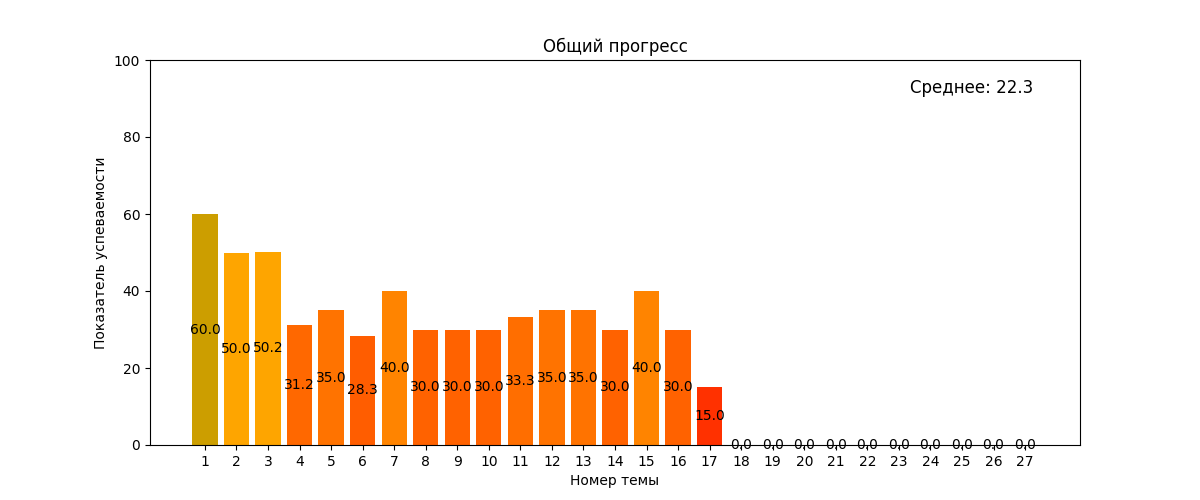 Общий прогресс
Среднее: 22.3
Показатель успеваемости
100
80
60
40
20
0
60.0 50.0 50.2 31.2 35.0 28.3 40.0 30.0 30.0 30.0 33.3 35.0 35.0 30.0 40.0 30.0 15.0 0.0 0.0 0.0 0.0 0.0 0.0 0.0 0.0 0.0 0.0
1 2 3 4 5 6 7 8 9 10 11 12 13 14 15 16 17 18 19 20 21 22 23 24 25 26 27
Номер темы